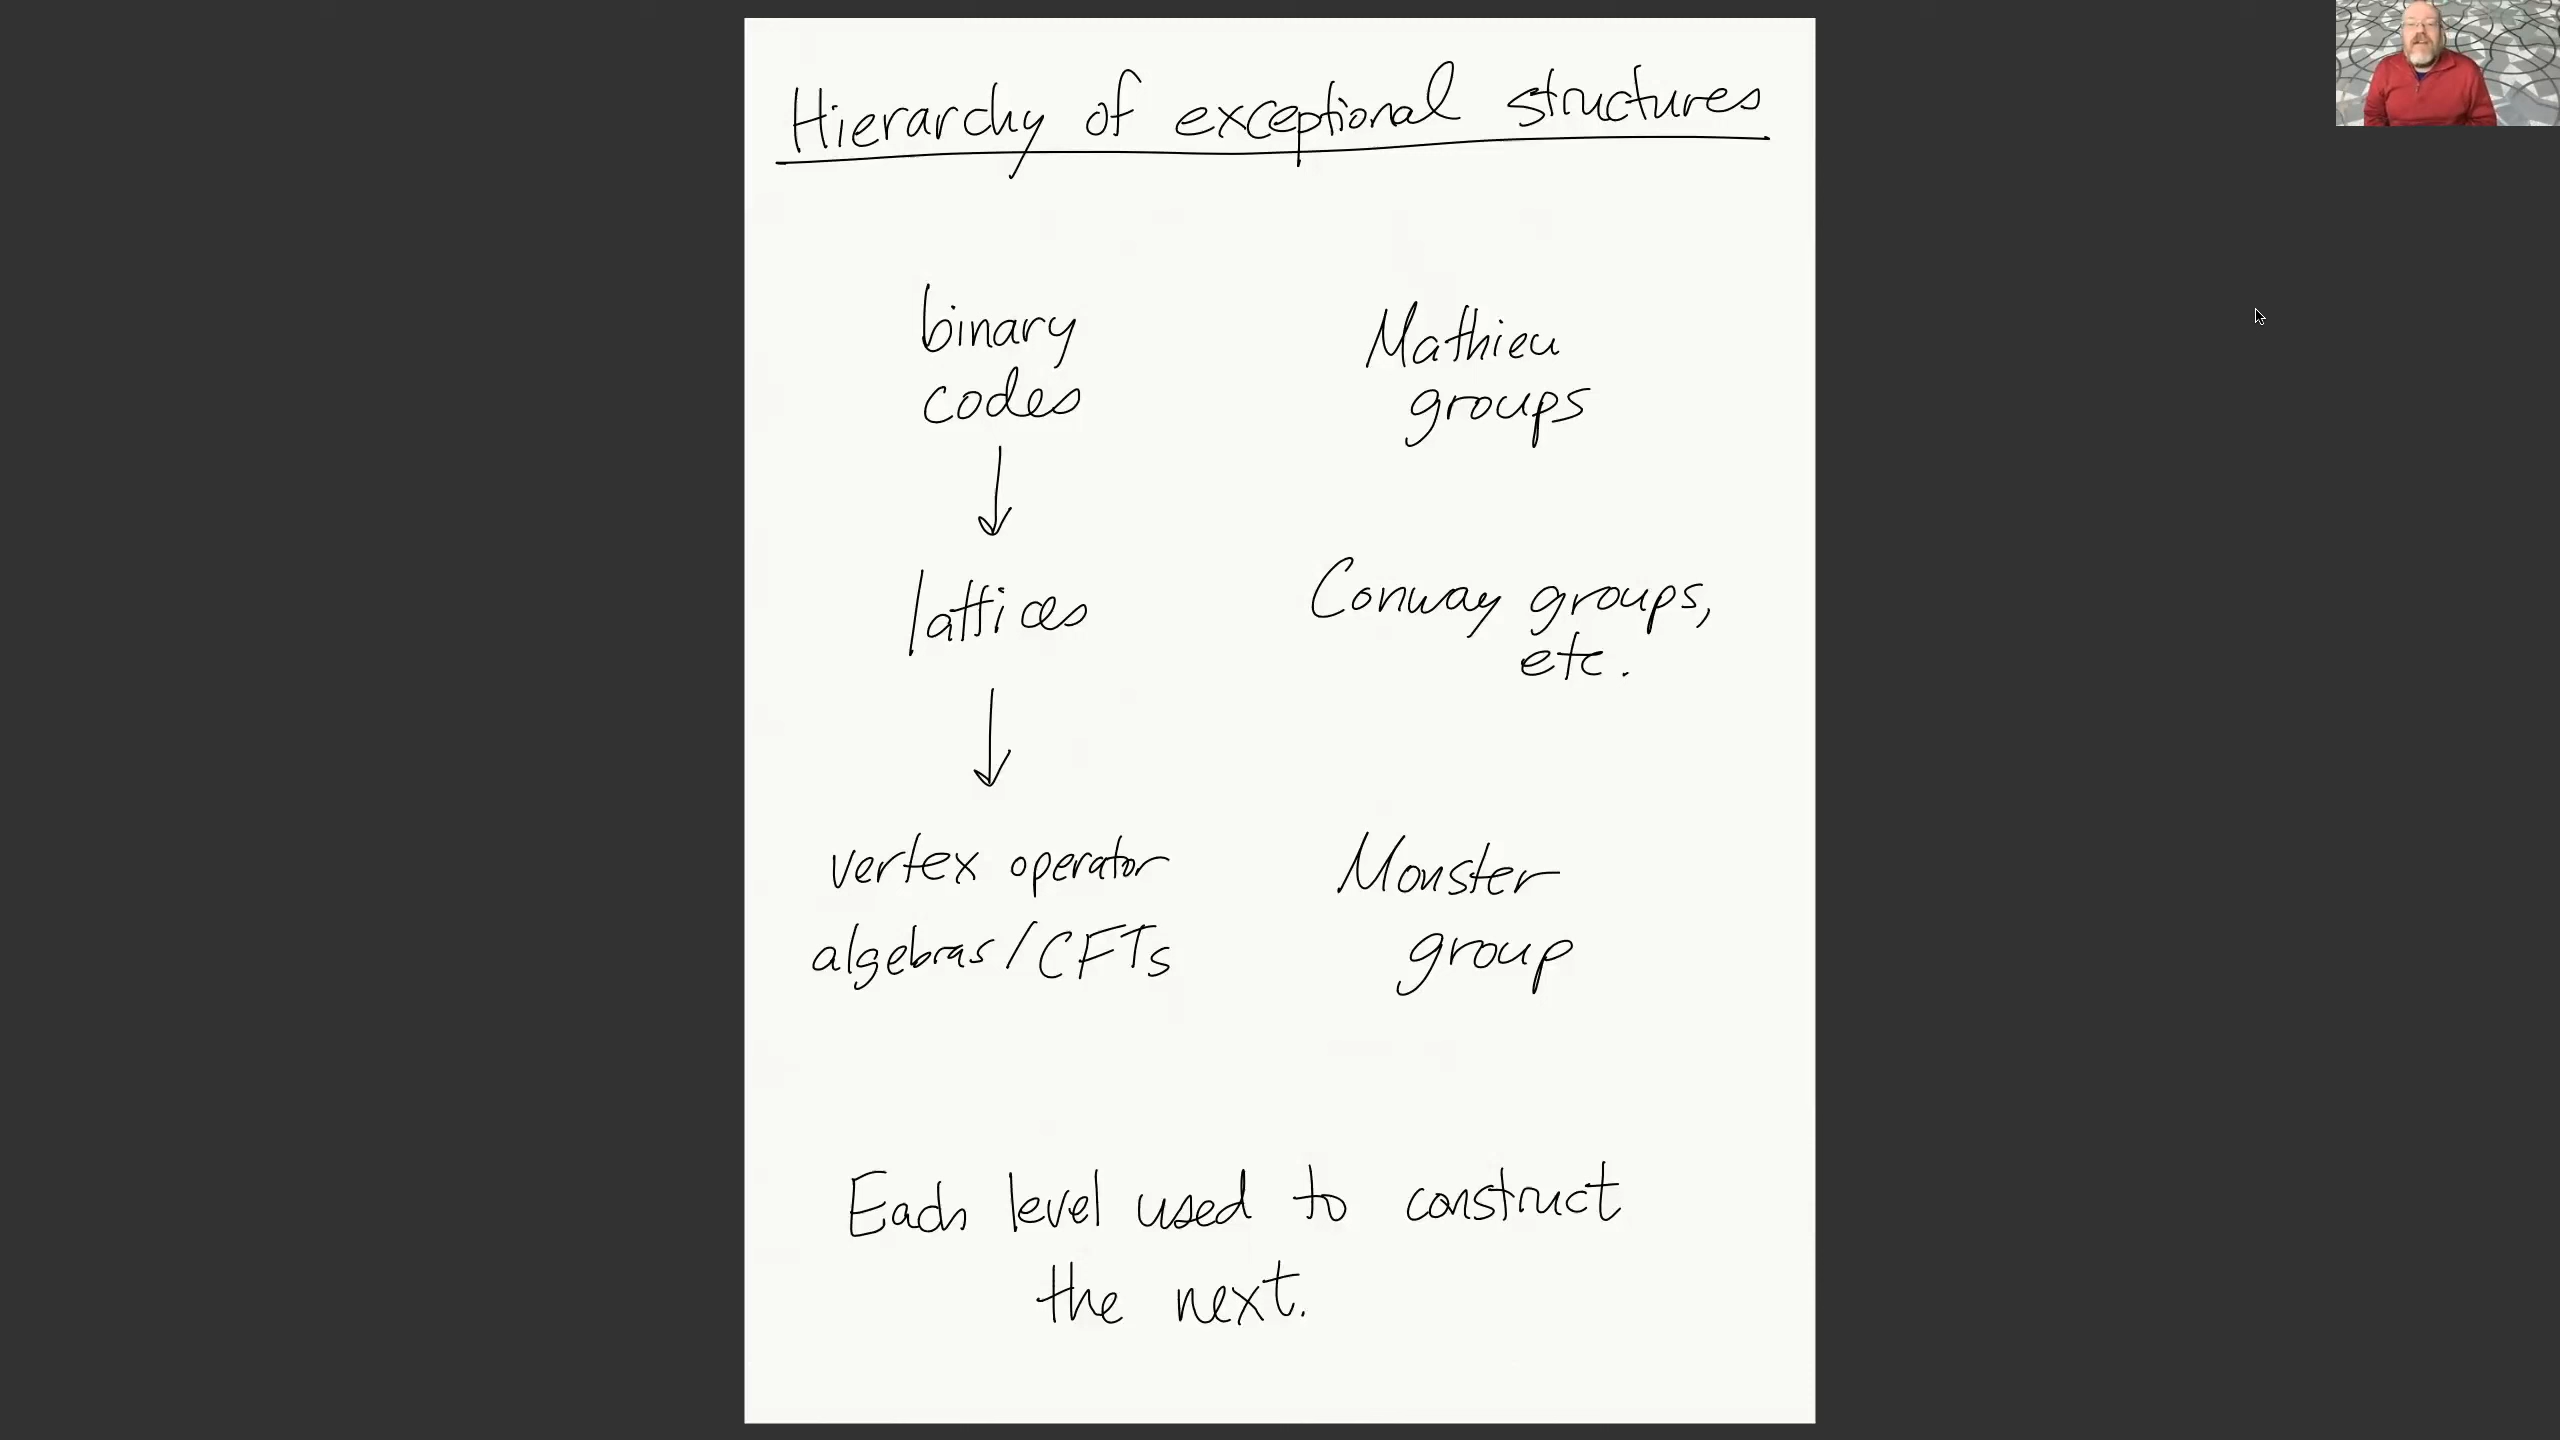 Hierarchy of exceptional structures
binary
codes
Mathieu
groups
lattices
Conway groups,
etc.
vertex operator
algebras/CFTs
Monster
group
Each level used to construct
the next.